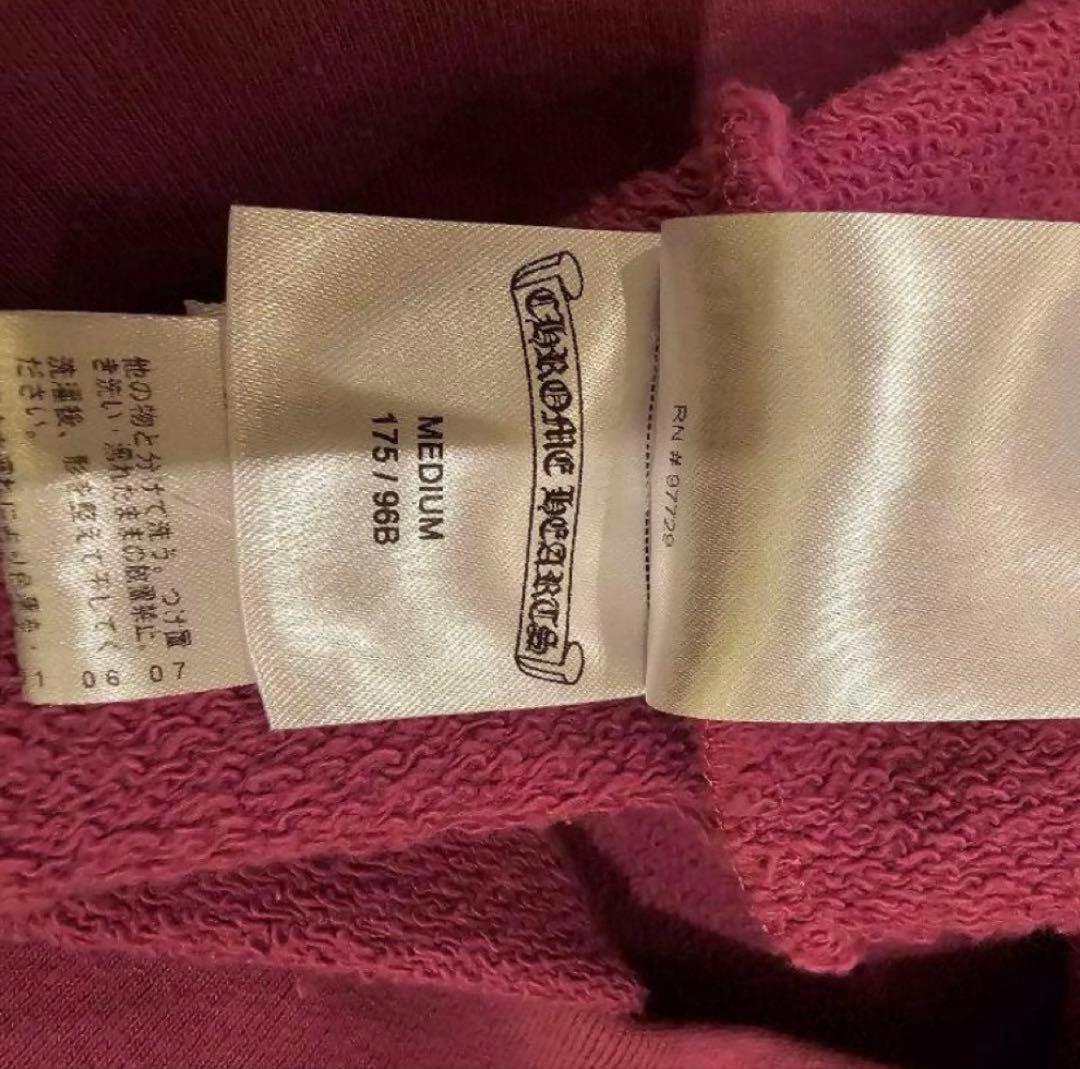 CHROME HEARTS
MEDIUM
175 / 96B
RN # 97729
他の物と分けて洗う。つけ置
き洗い、濡れたままの放置禁止、
洗濯後、形を整えて干してく
ださい。
07
06
1